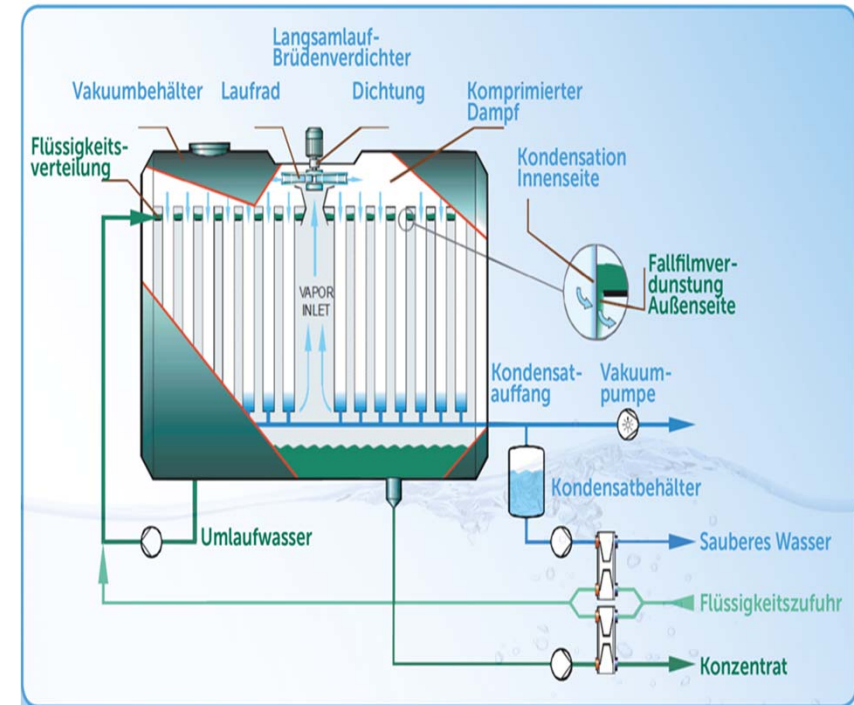 Langsamlauf-
Brüdenverdichter
Vakuumbehälter
Laufrad
Dichtung
Komprimierter
Dampf
Flüssigkeits-
verteilung
Kondensation
Innenseite
Fallfilmver-
dunstung
Außenseite
VAPOR
INLET
Kondensat-
auffang
Vakuum-
pumpe
Kondensatbehälter
Umlaufwasser
Sauberes Wasser
Flüssigkeitszufuhr
Konzentrat